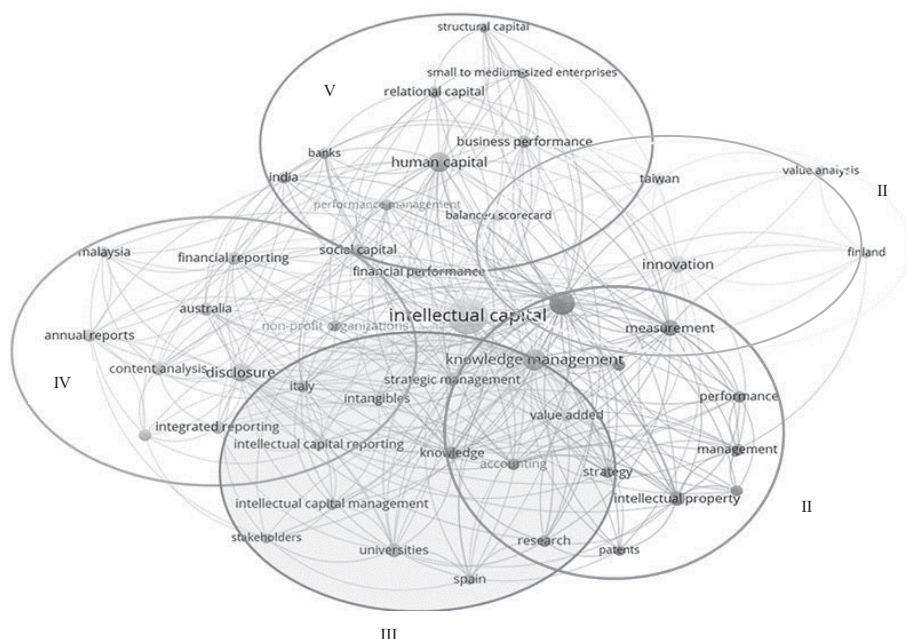 structural capital
small to medium-sized enterprises
V
relational capital
business performance
banks
human capital
value analysis
india
taiwan
II
performance management
balanced scorecard
malaysia
social capital
finland
financial reporting
innovation
financial performance
australia
intellectual capital
non-profit organizations
measurement
annual reports
knowledge management
content analysis
disclosure
strategic management
IV
italy
performance
intangibles
value added
integrated reporting
intellectual capital reporting
management
knowledge
accounting
strategy
intellectual property
intellectual capital management
II
stakeholders
research
universities
patents
spain
III